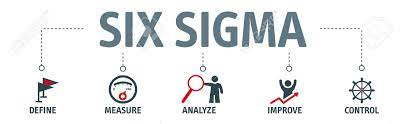 SIX SIGMA
DEFINE
MEASURE
ANALYZE
IMPROVE
CONTROL